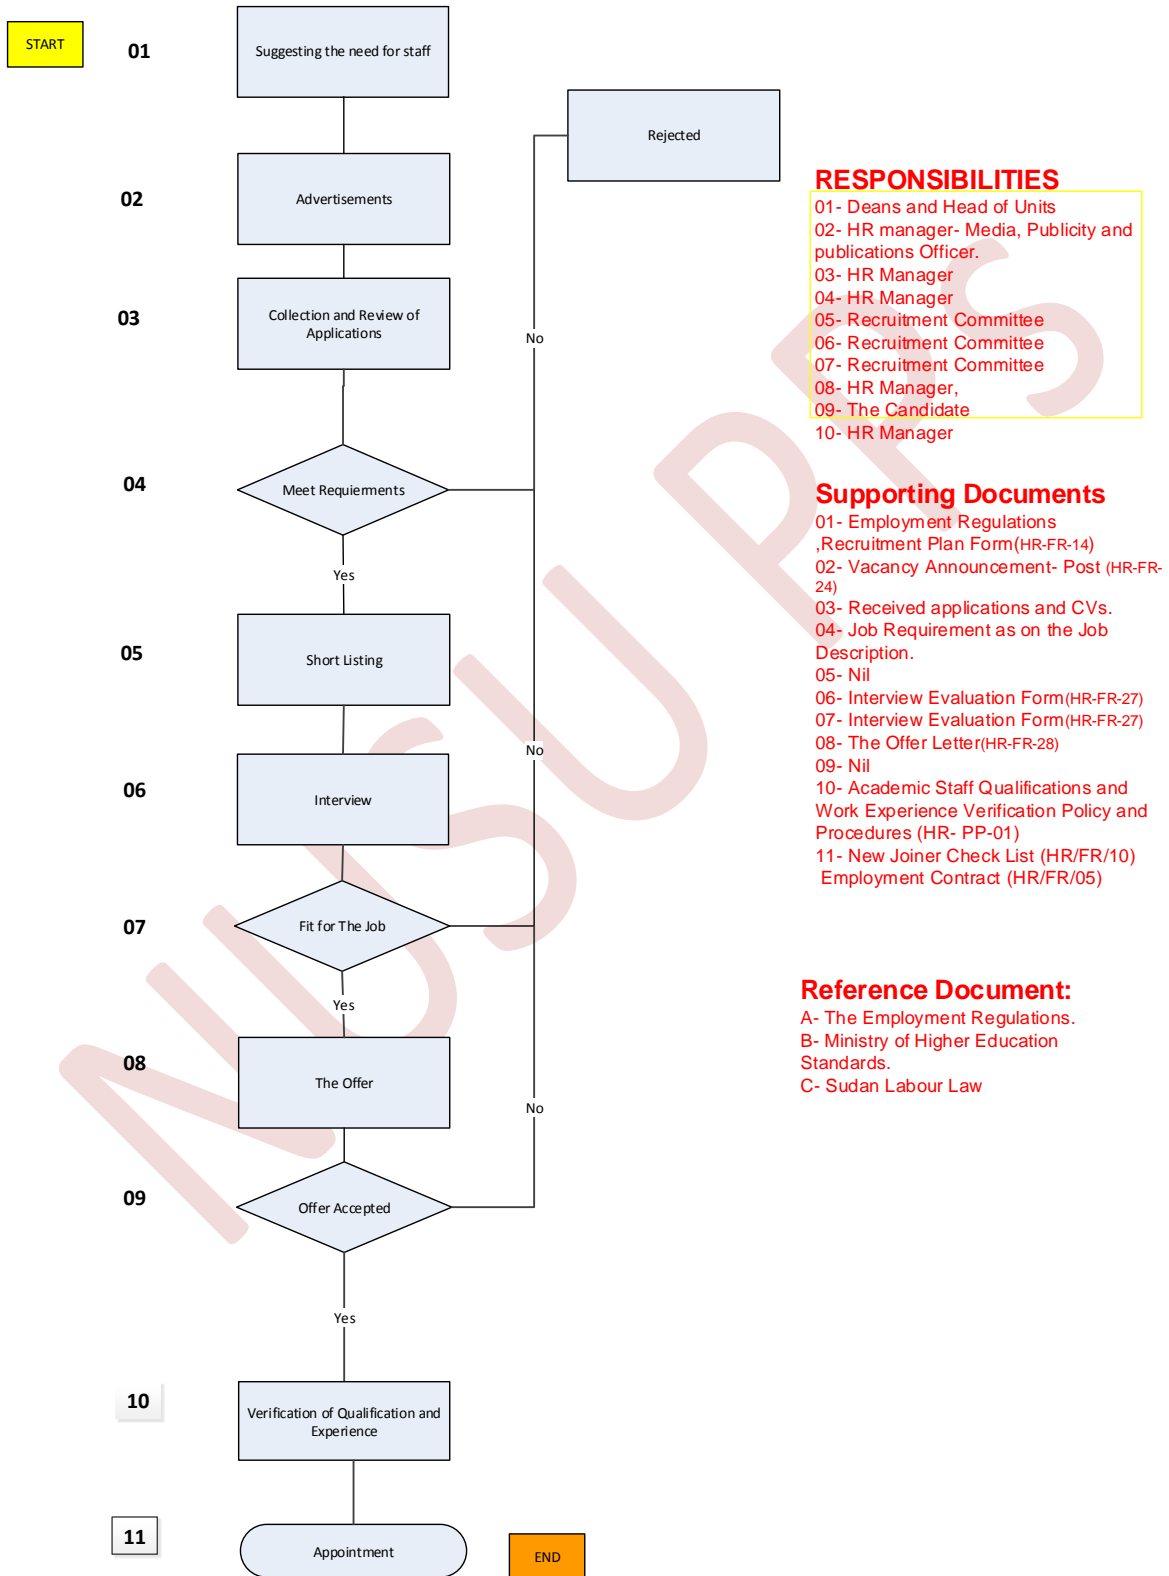 START
01
Suggesting the need for staff
Rejected
02
Advertisements
03
Collection and Review of
Applications
No
04
Meet Requierments
Yes
05
Short Listing
No
06
Interview
07
Fit for The Job
Yes
08
The Offer
No
09
Offer Accepted
Yes
10
Verification of Qualification and
Experience
11
Appointment
END
RESPONSIBILITIES
01- Deans and Head of Units
02- HR manager- Media, Publicity and
publications Officer.
03- HR Manager
04- HR Manager
05- Recruitment Committee
06- Recruitment Committee
07- Recruitment Committee
08- HR Manager,
09- The Candidate
10- HR Manager
Supporting Documents
01- Employment Regulations
,Recruitment Plan Form(HR-FR-14)
02- Vacancy Announcement- Post (HR-FR-
24)
03- Received applications and CVs.
04- Job Requirement as on the Job
Description.
05- Nil
06- Interview Evaluation Form(HR-FR-27)
07- Interview Evaluation Form(HR-FR-27)
08- The Offer Letter(HR-FR-28)
09- Nil
10- Academic Staff Qualifications and
Work Experience Verification Policy and
Procedures (HR- PP-01)
11- New Joiner Check List (HR/FR/10)
Employment Contract (HR/FR/05)
Reference Document:
A- The Employment Regulations.
B- Ministry of Higher Education
Standards.
C- Sudan Labour Law
NUSU PPS